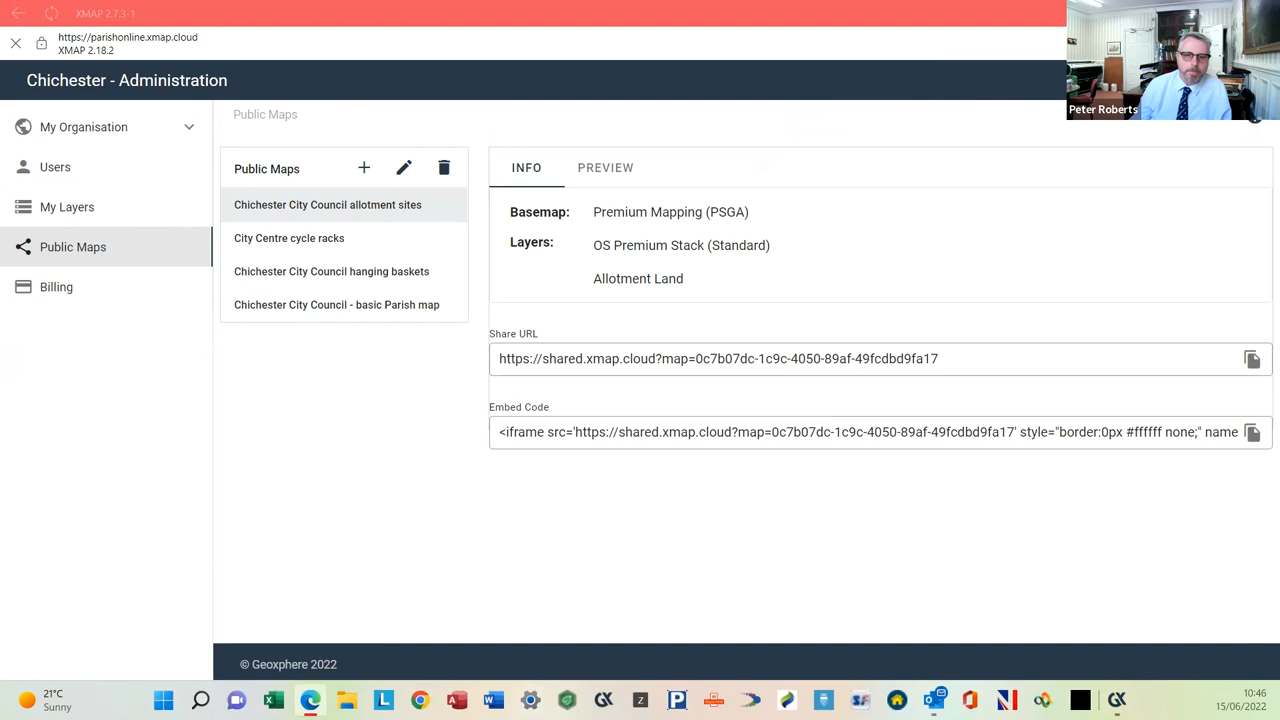 XMAP 2.7.3-1
https://parishonline.xmap.cloud
XMAP 2.18.2
Chichester - Administration
Peter Roberts
My Organisation
Users
My Layers
Public Maps
Billing
Public Maps
Public Maps
Chichester City Council allotment sites
City Centre cycle racks
Chichester City Council hanging baskets
Chichester City Council - basic Parish map
INFO PREVIEW
Basemap: Premium Mapping (PSGA)
Layers: OS Premium Stack (Standard)
Allotment Land
Share URL
https://shared.xmap.cloud?map=0c7b07dc-1c9c-4050-89af-49fcdbd9fa17
Embed Code
<iframe src='https://shared.xmap.cloud?map=0c7b07dc-1c9c-4050-89af-49fcdbd9fa17' style="border:0px #ffffff none;" name
© Geoxphere 2022
21°C
Sunny
10:46
15/06/2022